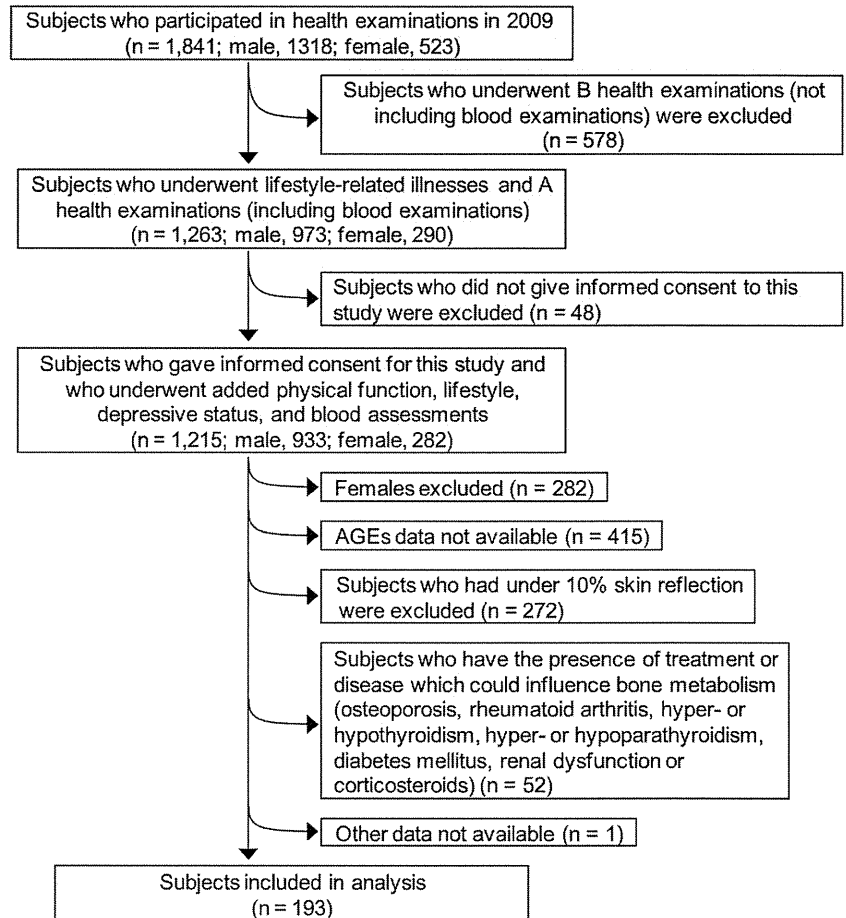 Subjects who participated in health examinations in 2009
(n = 1,841; male, 1318; female, 523)
Subjects who underwent B health examinations (not
including blood examinations) were excluded
(n = 578)
Subjects who underwent lifestyle-related illnesses and A
health examinations (including blood examinations)
(n = 1,263; male, 973; female, 290)
Subjects who did not give informed consent to this
study were excluded (n = 48)
Subjects who gave informed consent for this study and
who underwent added physical function, lifestyle,
depressive status, and blood assessments
(n = 1,215; male, 933; female, 282)
Females excluded (n = 282)
AGEs data not available (n = 415)
Subjects who had under 10% skin reflection
were excluded (n = 272)
Subjects who have the presence of treatment or
disease which could influence bone metabolism
(osteoporosis, rheumatoid arthritis, hyper- or
hypothyroidism, hyper- or hypoparathyroidism,
diabetes mellitus, renal dysfunction or
corticosteroids) (n = 52)
Other data not available (n = 1)
Subjects included in analysis
(n = 193)